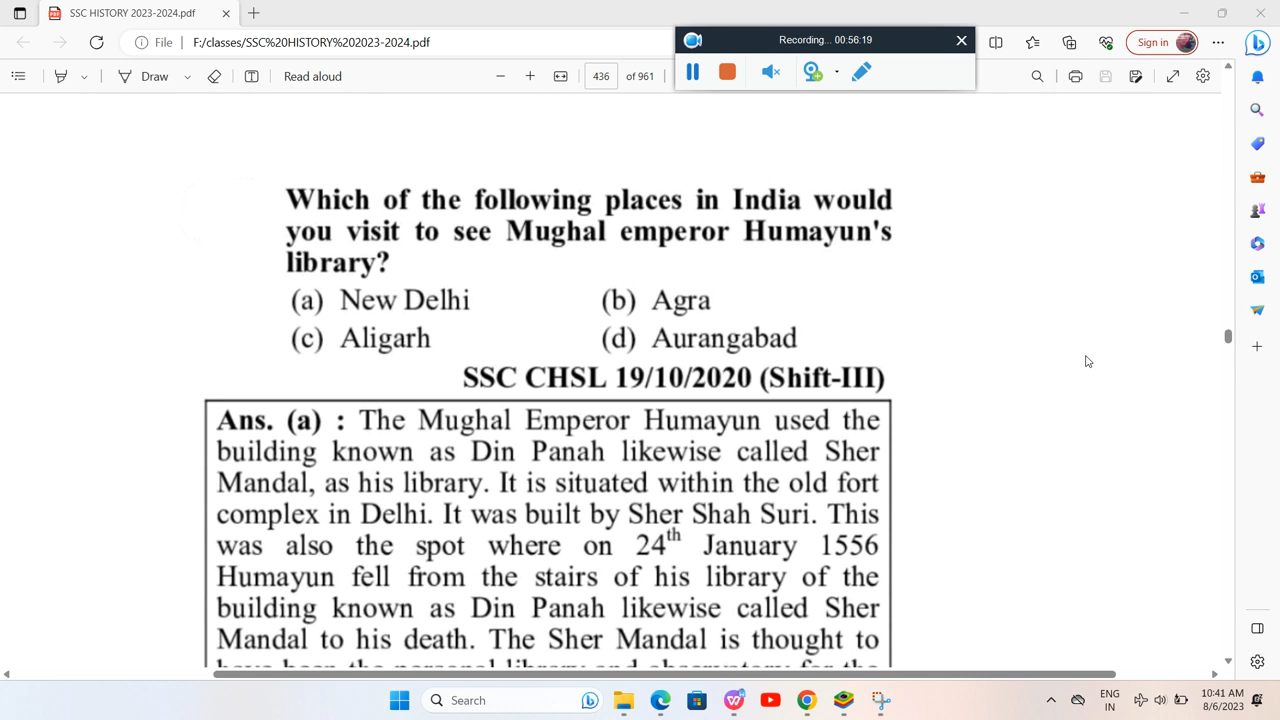 SSC HISTORY 2023-2024.pdf
Recording... 00:56:19
File F:/classes/SSC%20HISTORY%202023-2024.pdf
Sign in
Draw
Read aloud
436 of 961
Which of the following places in India would
you visit to see Mughal emperor Humayun's
library?
(a) New Delhi (b) Agra
(c) Aligarh (d) Aurangabad
SSC CHSL 19/10/2020 (Shift-III)
Ans. (a) : The Mughal Emperor Humayun used the
building known as Din Panah likewise called Sher
Mandal, as his library. It is situated within the old fort
complex in Delhi. It was built by Sher Shah Suri. This
was also the spot where on 24th January 1556
Humayun fell from the stairs of his library of the
building known as Din Panah likewise called Sher
Mandal to his death. The Sher Mandal is thought to
Search
ENG
IN
10:41 AM
8/6/2023